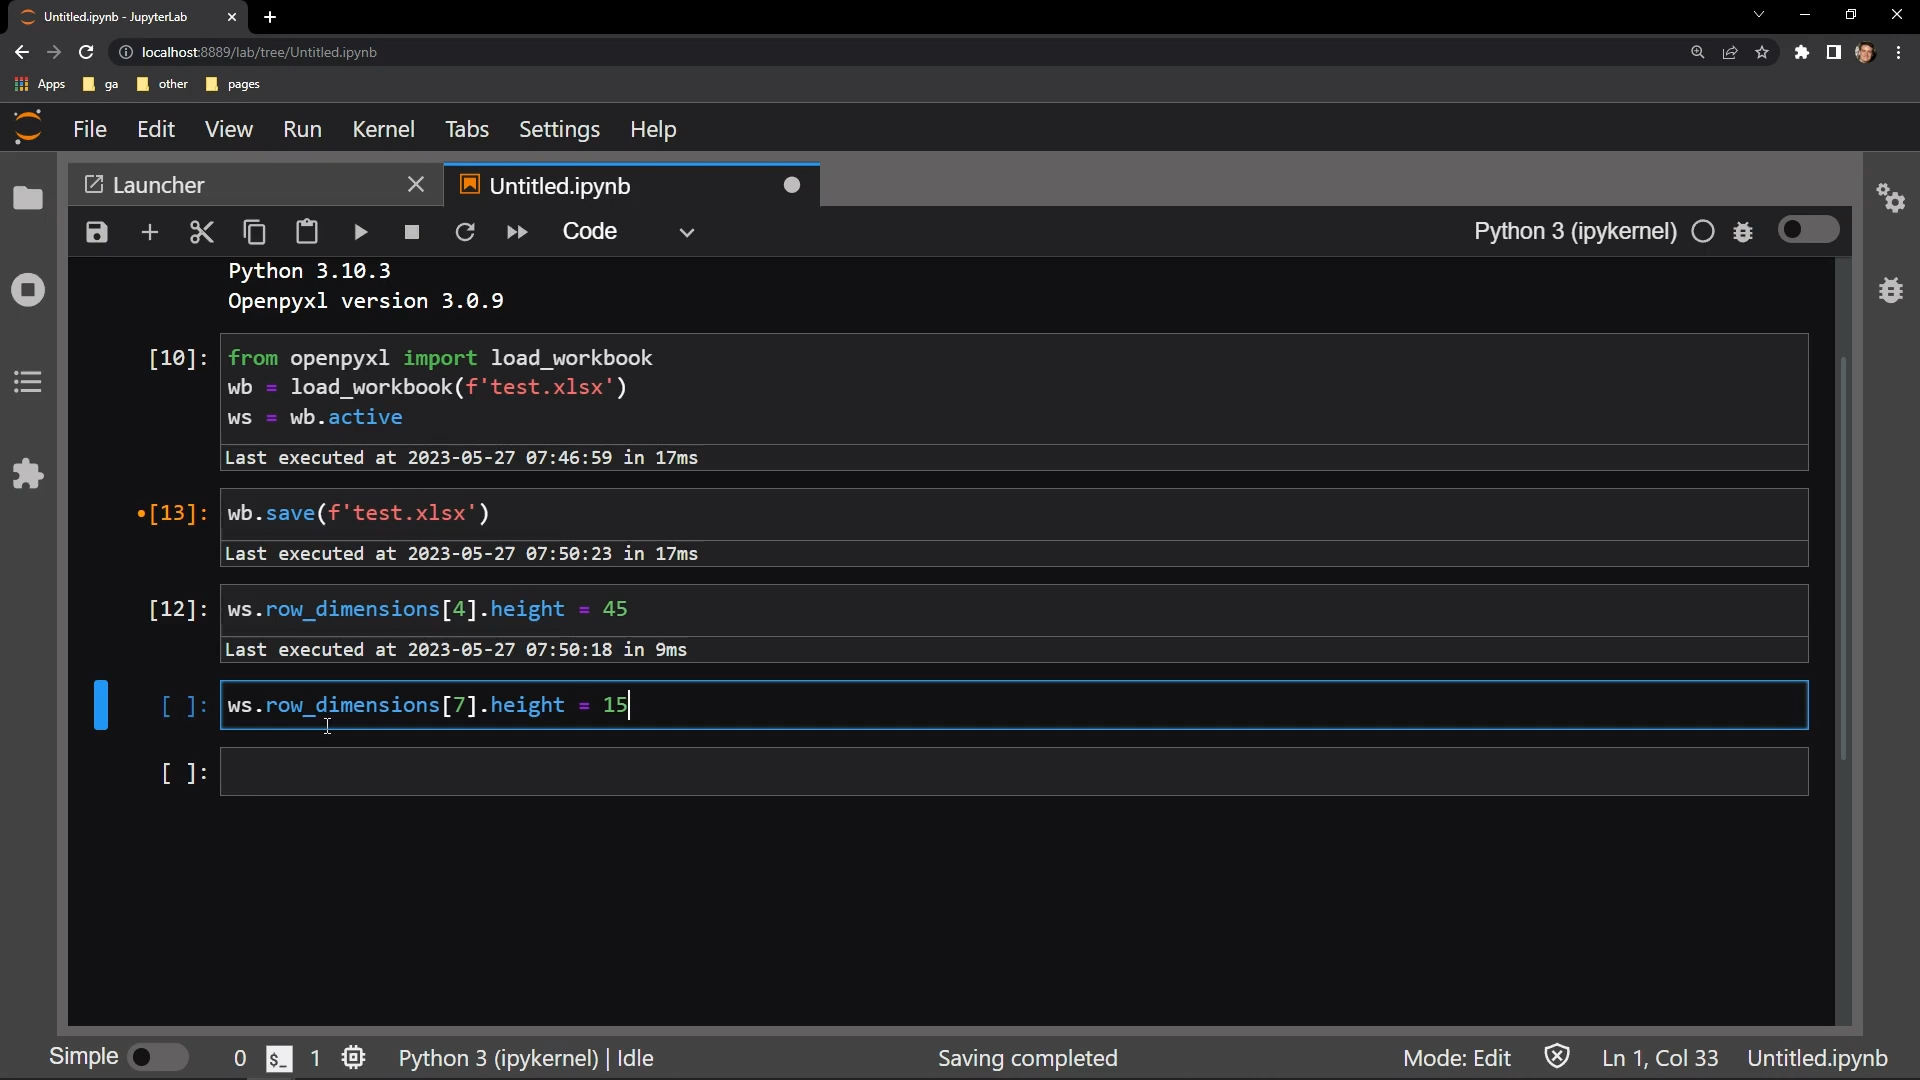 Untitled.ipynb - JupyterLab
localhost:8889/lab/tree/Untitled.ipynb
Apps ga other pages
File Edit View Run Kernel Tabs Settings Help
Launcher Untitled.ipynb
Code Python 3 (ipykernel)
Python 3.10.3
Openpyxl version 3.0.9
[10]: from openpyxl import load_workbook
wb = load_workbook(f'test.xlsx')
ws = wb.active
Last executed at 2023-05-27 07:46:59 in 17ms
•[13]: wb.save(f'test.xlsx')
Last executed at 2023-05-27 07:50:23 in 17ms
[12]: ws.row_dimensions[4].height = 45
Last executed at 2023-05-27 07:50:18 in 9ms
[ ]: ws.row_dimensions[7].height = 15
[ ]:
Simple 0 $_ 1 Python 3 (ipykernel) | Idle Saving completed Mode: Edit Ln 1, Col 33 Untitled.ipynb